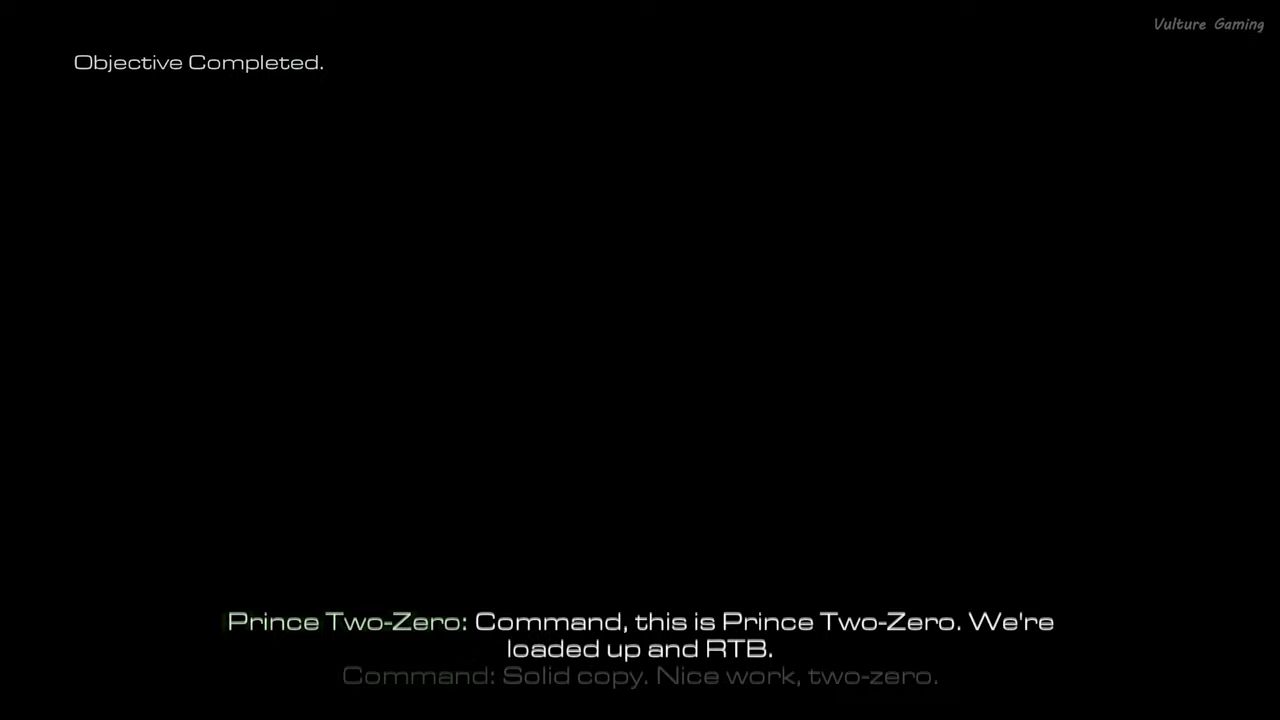 Vulture Gaming
Objective Completed.
Prince Two-Zero: Command, this is Prince Two-Zero. We're
loaded up and RTB.
Command: Solid copy. Nice work, two-zero.